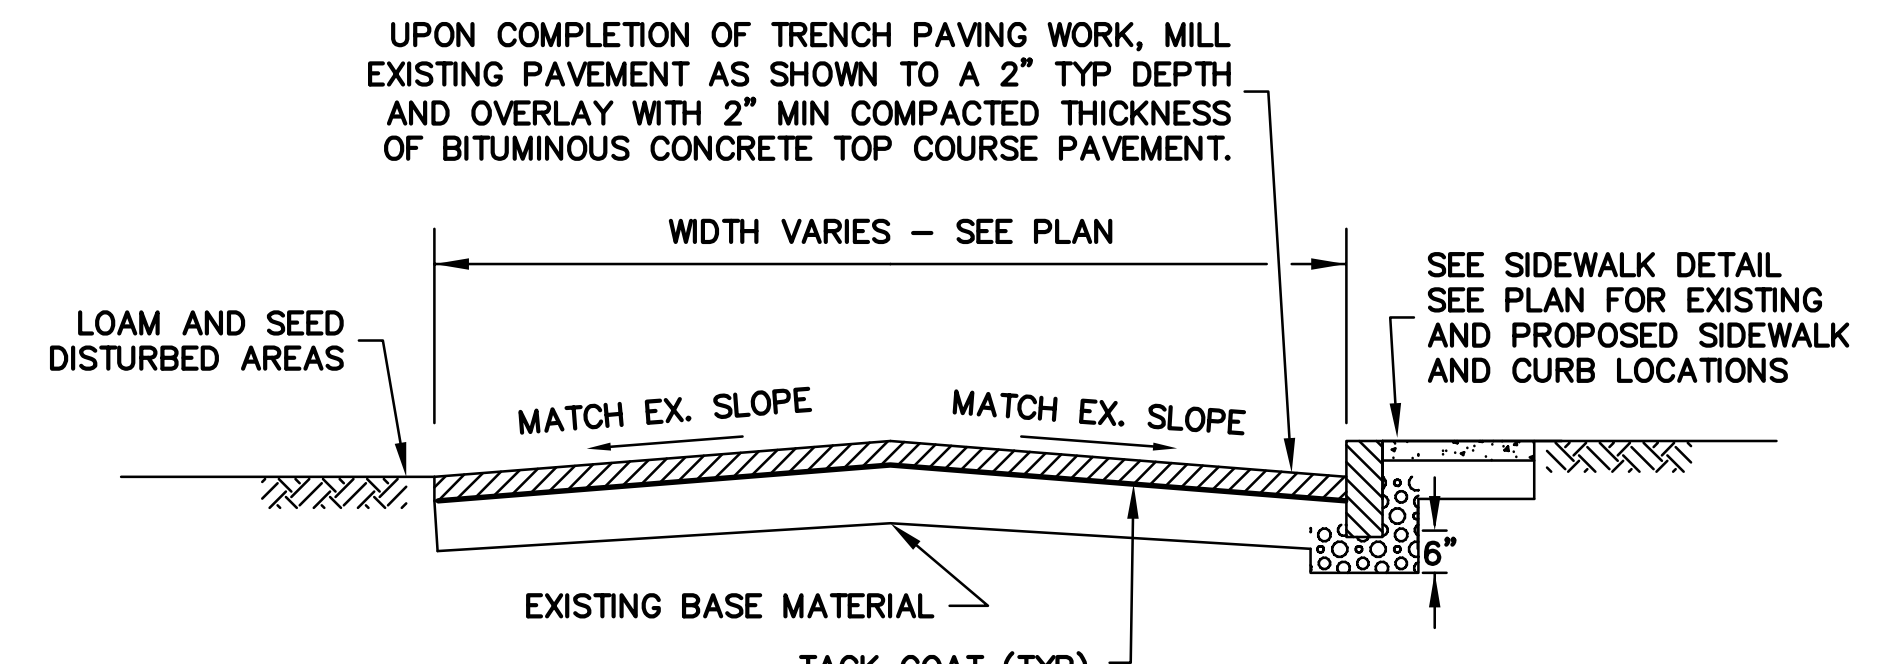 UPON COMPLETION OF TRENCH PAVING WORK, MILL
EXISTING PAVEMENT AS SHOWN TO A 2" TYP DEPTH
AND OVERLAY WITH 2" MIN COMPACTED THICKNESS
OF BITUMINOUS CONCRETE TOP COURSE PAVEMENT.
WIDTH VARIES – SEE PLAN
SEE SIDEWALK DETAIL
SEE PLAN FOR EXISTING
AND PROPOSED SIDEWALK
AND CURB LOCATIONS
LOAM AND SEED
DISTURBED AREAS
MATCH EX. SLOPE
MATCH EX. SLOPE
6"
EXISTING BASE MATERIAL
TACK COAT (TYP)